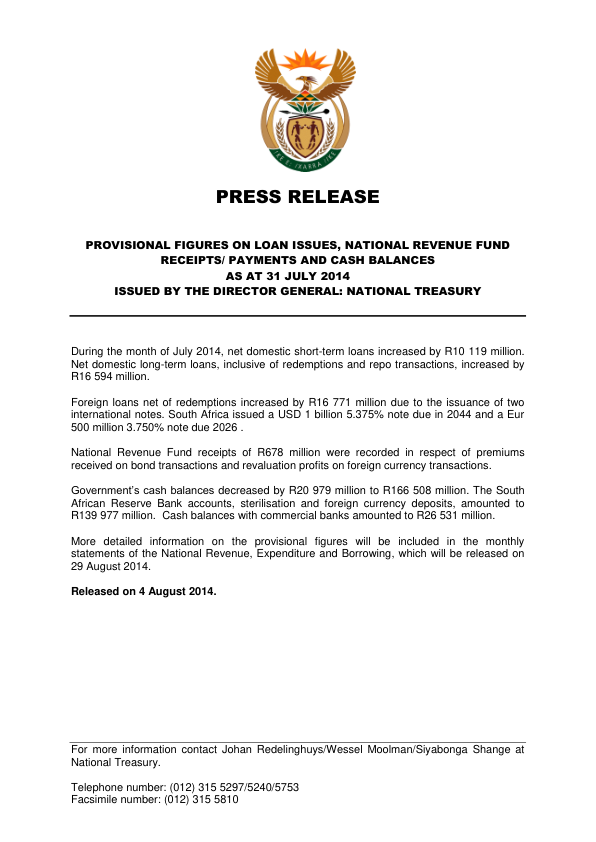 !KE E: /XARRA //KE
PRESS RELEASE
PROVISIONAL FIGURES ON LOAN ISSUES, NATIONAL REVENUE FUND
RECEIPTS/ PAYMENTS AND CASH BALANCES
AS AT 31 JULY 2014
ISSUED BY THE DIRECTOR GENERAL: NATIONAL TREASURY
During the month of July 2014, net domestic short-term loans increased by R10 119 million.
Net domestic long-term loans, inclusive of redemptions and repo transactions, increased by
R16 594 million.
Foreign loans net of redemptions increased by R16 771 million due to the issuance of two
international notes. South Africa issued a USD 1 billion 5.375% note due in 2044 and a Eur
500 million 3.750% note due 2026 .
National Revenue Fund receipts of R678 million were recorded in respect of premiums
received on bond transactions and revaluation profits on foreign currency transactions.
Government's cash balances decreased by R20 979 million to R166 508 million. The South
African Reserve Bank accounts, sterilisation and foreign currency deposits, amounted to
R139 977 million.  Cash balances with commercial banks amounted to R26 531 million.
More detailed information on the provisional figures will be included in the monthly
statements of the National Revenue, Expenditure and Borrowing, which will be released on
29 August 2014.
Released on 4 August 2014.
For more information contact Johan Redelinghuys/Wessel Moolman/Siyabonga Shange at
National Treasury.
Telephone number: (012) 315 5297/5240/5753
Facsimile number: (012) 315 5810